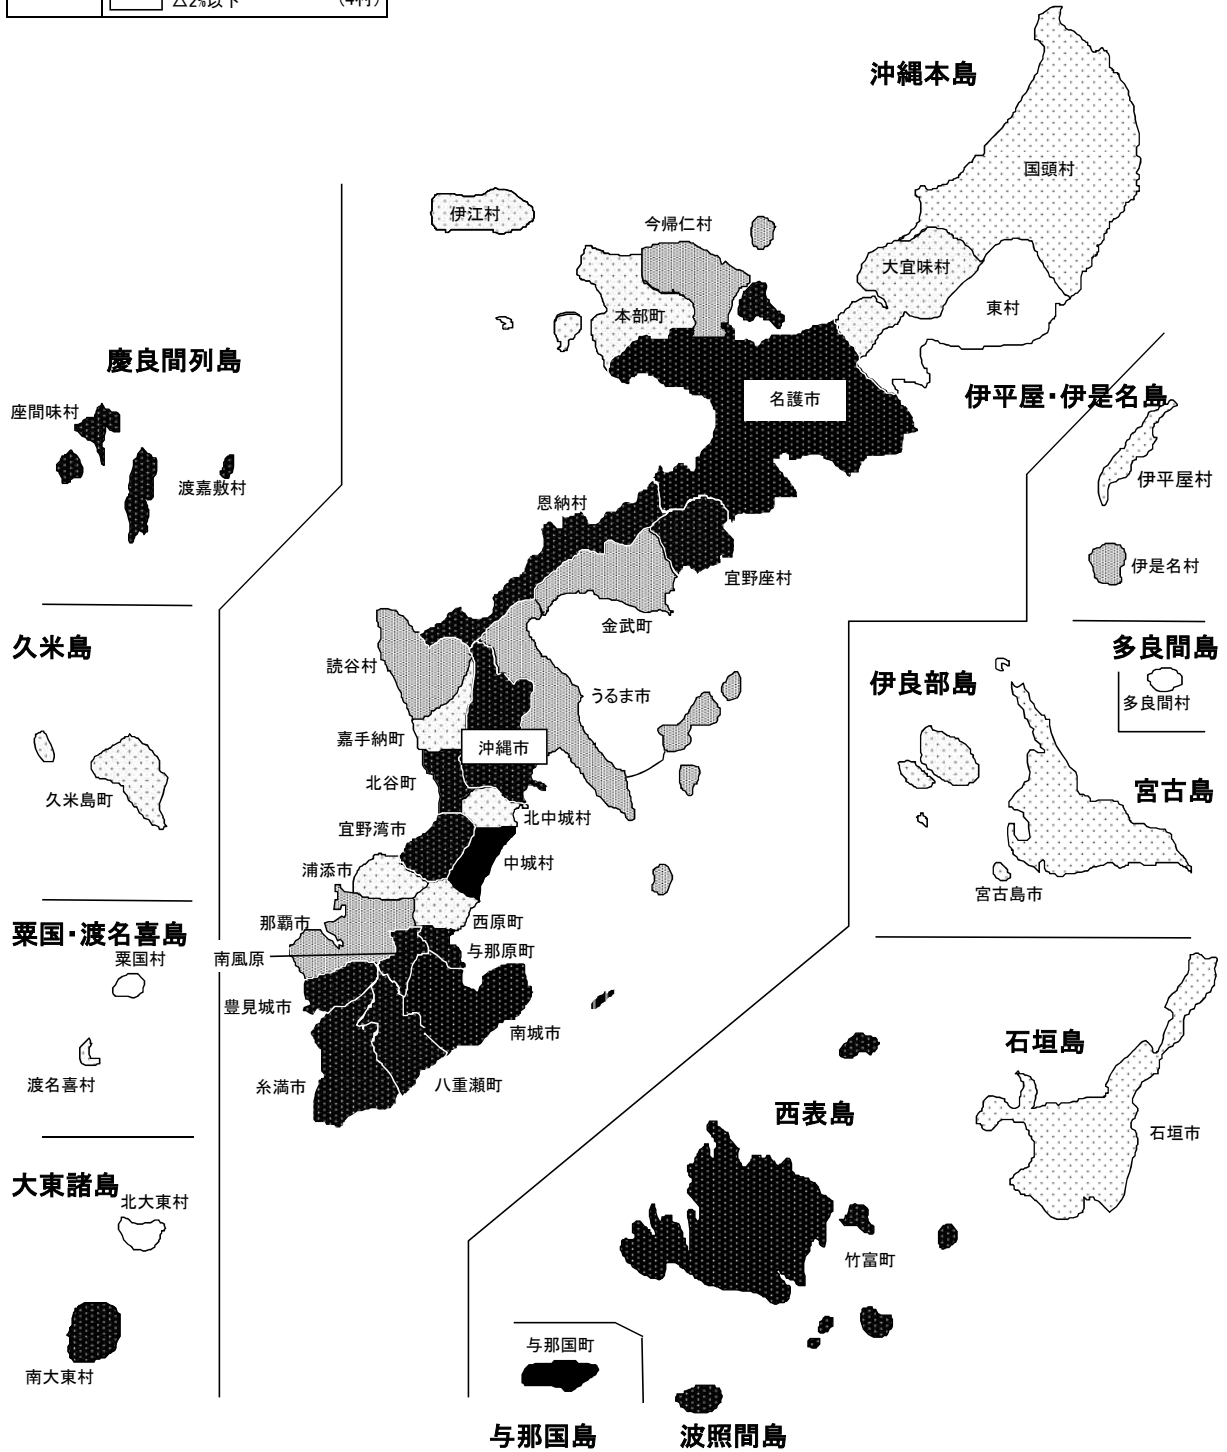 △2%以下 (4村)
沖縄本島
国頭村
伊江村
今帰仁村
大宜味村
東村
本部町
慶良間列島
名護市
伊平屋・伊是名島
座間味村
渡嘉敷村
伊平屋村
恩納村
伊是名村
宜野座村
金武町
久米島
多良間島
読谷村
伊良部島
うるま市
多良間村
嘉手納町
沖縄市
北谷町
宮古島
久米島町
北中城村
宜野湾市
中城村
浦添市
宮古島市
那覇市
西原町
粟国・渡名喜島
与那原町
粟国村
南風原
豊見城市
南城市
石垣島
渡名喜村
糸満市
八重瀬町
西表島
石垣市
大東諸島
北大東村
竹富町
与那国町
南大東村
与那国島
波照間島